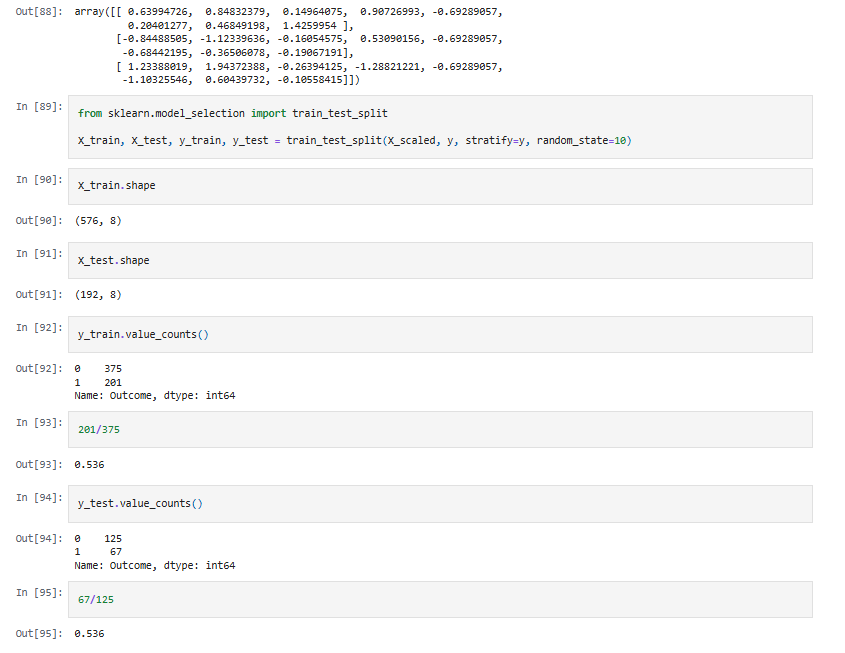 Out[88]: array([[ 0.63994726, 0.84832379, 0.14964075, 0.90726993, -0.69289057,
0.20401277, 0.46849198, 1.4259954 ],
[-0.84488505, -1.12339636, -0.16054575, 0.53090156, -0.69289057,
-0.68442195, -0.36506078, -0.19067191],
[ 1.23388019, 1.94372388, -0.26394125, -1.28821221, -0.69289057,
-1.10325546, 0.60439732, -0.10558415]])
In [89]: from sklearn.model_selection import train_test_split
X_train, X_test, y_train, y_test = train_test_split(X_scaled, y, stratify=y, random_state=10)
In [90]: X_train.shape
Out[90]: (576, 8)
In [91]: X_test.shape
Out[91]: (192, 8)
In [92]: y_train.value_counts()
Out[92]: 0 375
1 201
Name: Outcome, dtype: int64
In [93]: 201/375
Out[93]: 0.536
In [94]: y_test.value_counts()
Out[94]: 0 125
1 67
Name: Outcome, dtype: int64
In [95]: 67/125
Out[95]: 0.536